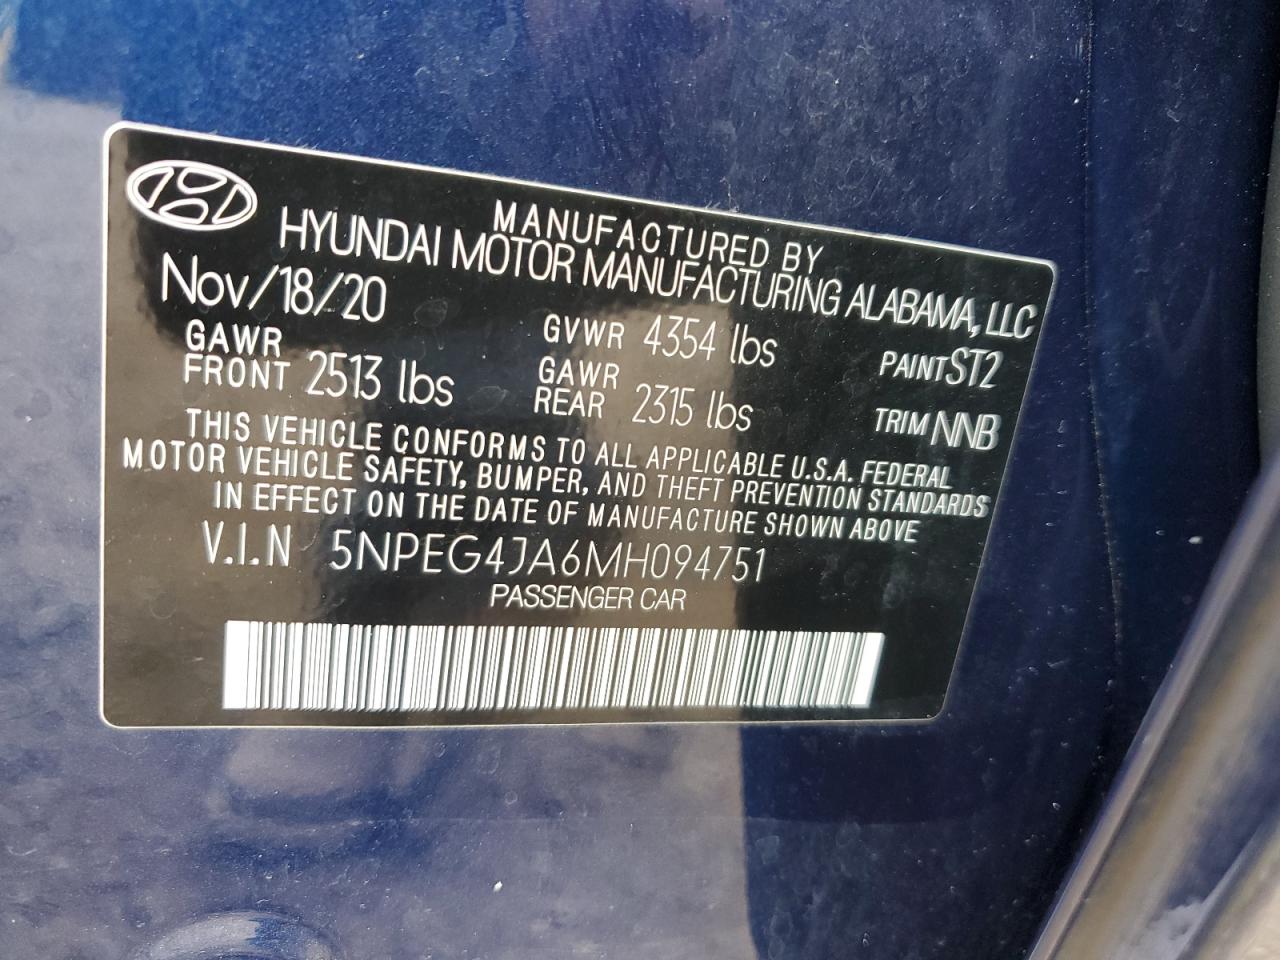 MANUFACTURED BY
HYUNDAI MOTOR MANUFACTURING ALABAMA, LLC
Nov/18/20
GVWR 4354 lbs
PAINT ST2
GAWR FRONT 2513 lbs
GAWR REAR 2315 lbs
TRIM NNB
THIS VEHICLE CONFORMS TO ALL APPLICABLE U.S.A. FEDERAL
MOTOR VEHICLE SAFETY, BUMPER, AND THEFT PREVENTION STANDARDS
IN EFFECT ON THE DATE OF MANUFACTURE SHOWN ABOVE
V.I.N 5NPEG4JA6MH094751
PASSENGER CAR